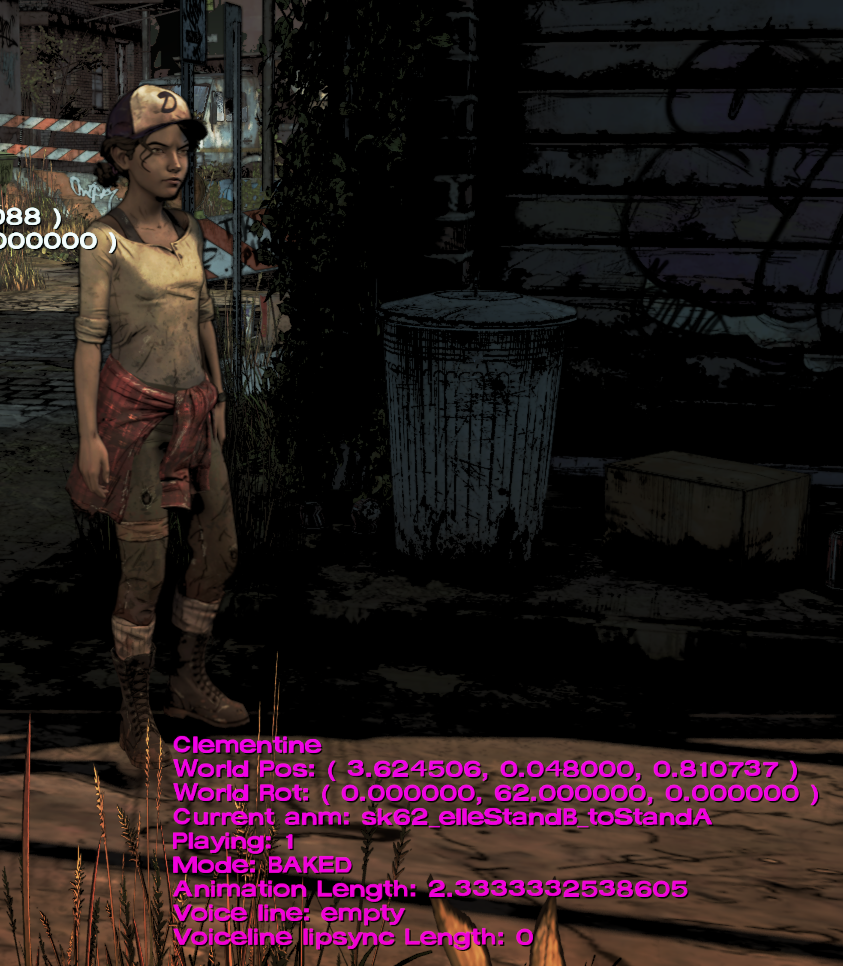 D
088 )
000000 )
Clementine
World Pos: ( 3.624506, 0.048000, 0.810737 )
World Rot: ( 0.000000, 62.000000, 0.000000 )
Current anm: sk62_elleStandB_toStandA
Playing: 1
Mode: BAKED
Animation Length: 2.3333332538605
Voice line: empty
Voiceline lipsync Length: 0